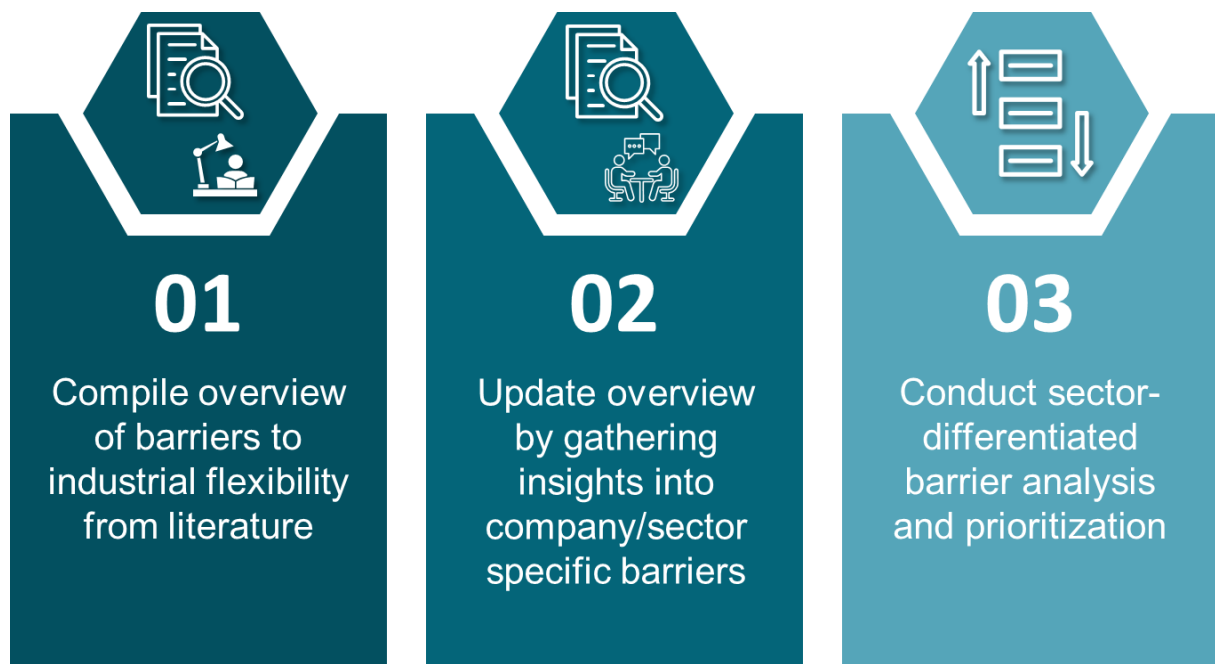 01
Compile overview
of barriers to
industrial flexibility
from literature
02
Update overview
by gathering
insights into
company/sector
specific barriers
03
Conduct sector-
differentiated
barrier analysis
and prioritization